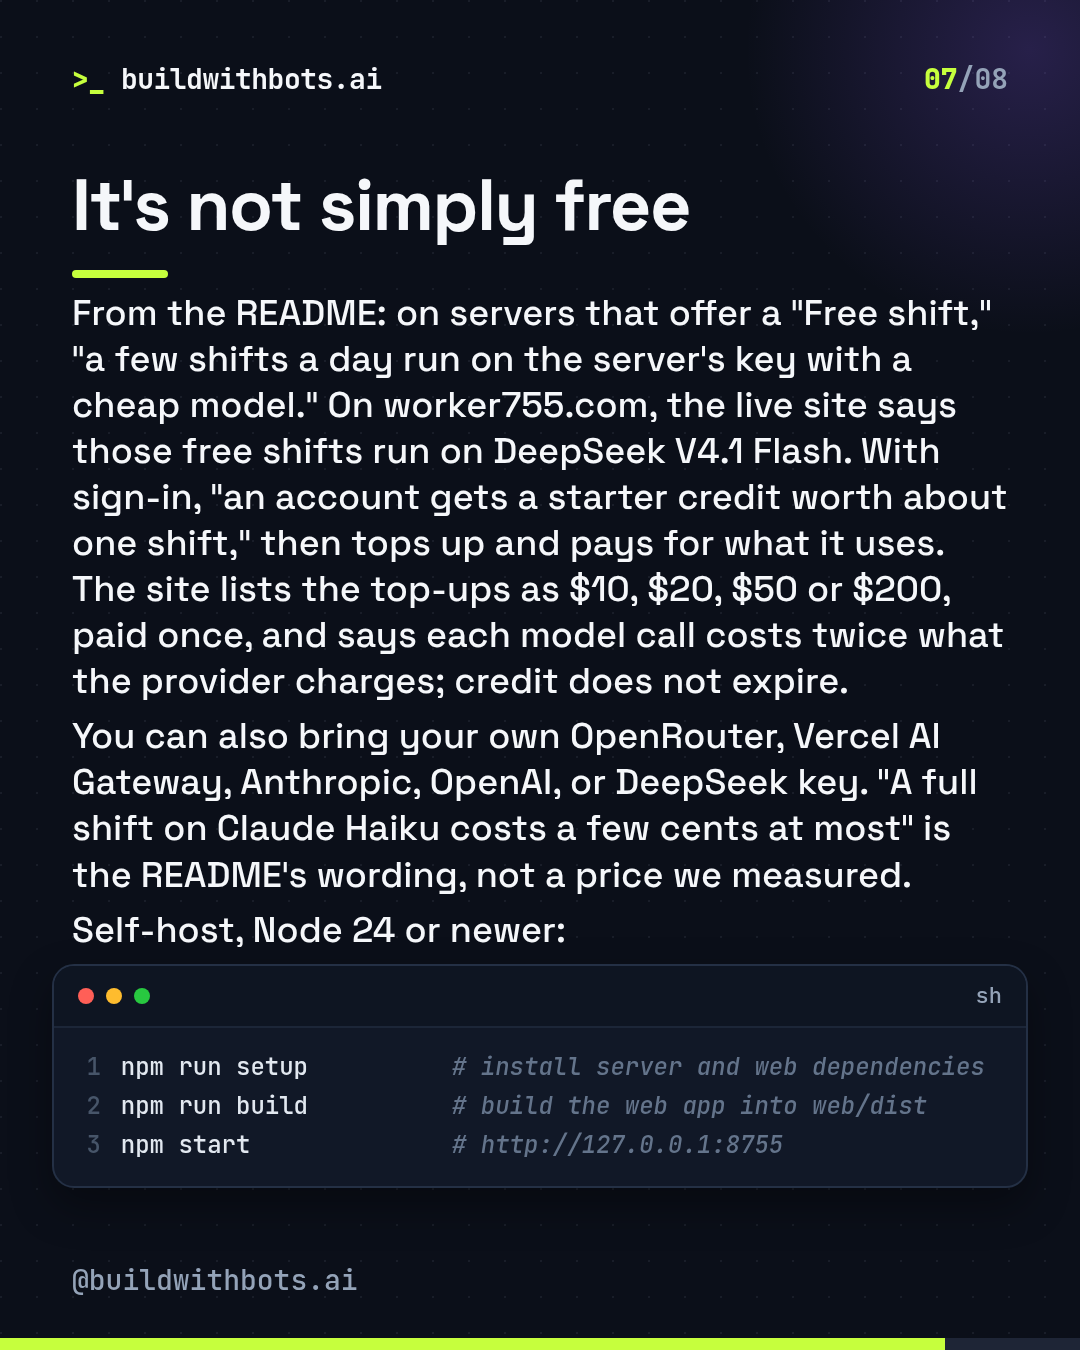 >_ buildwithbots.ai
07/08
It's not simply free
From the README: on servers that offer a "Free shift,"
"a few shifts a day run on the server's key with a
cheap model." On worker755.com, the live site says
those free shifts run on DeepSeek V4.1 Flash. With
sign-in, "an account gets a starter credit worth about
one shift," then tops up and pays for what it uses.
The site lists the top-ups as $10, $20, $50 or $200,
paid once, and says each model call costs twice what
the provider charges; credit does not expire.
You can also bring your own OpenRouter, Vercel AI
Gateway, Anthropic, OpenAI, or DeepSeek key. "A full
shift on Claude Haiku costs a few cents at most" is
the README's wording, not a price we measured.
Self-host, Node 24 or newer:
sh
1 npm run setup # install server and web dependencies
2 npm run build # build the web app into web/dist
3 npm start # http://127.0.0.1:8755
@buildwithbots.ai